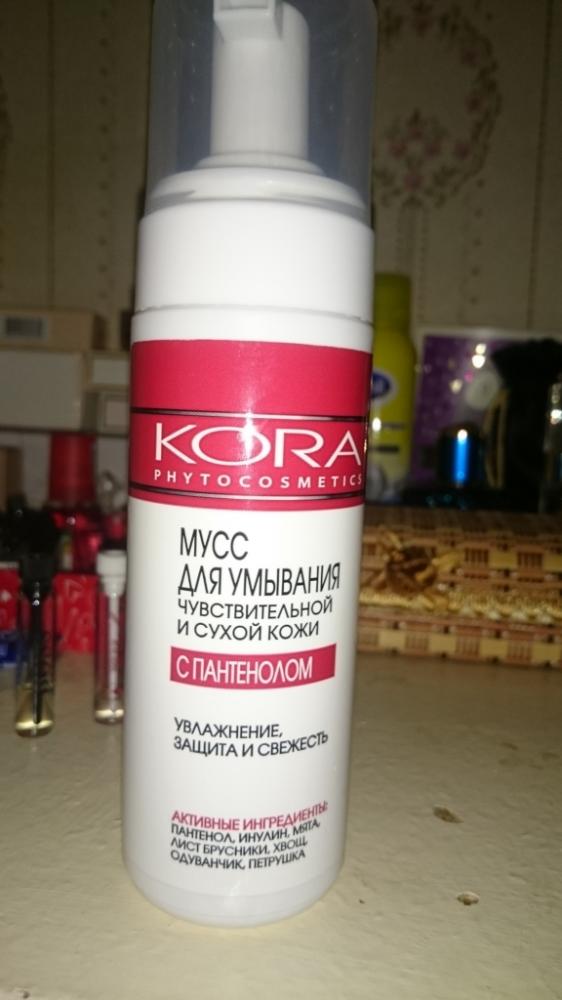 KORA
PHYTOCOSMETICS
МУСС
ДЛЯ УМЫВАНИЯ
ЧУВСТВИТЕЛЬНОЙ
И СУХОЙ КОЖИ
С ПАНТЕНОЛОМ
УВЛАЖНЕНИЕ,
ЗАЩИТА И СВЕЖЕСТЬ
АКТИВНЫЕ ИНГРЕДИЕНТЫ:
ПАНТЕНОЛ, ИНУЛИН, МЯТА,
ЛИСТ БРУСНИКИ, ХВОЩ,
ОДУВАНЧИК, ПЕТРУШКА